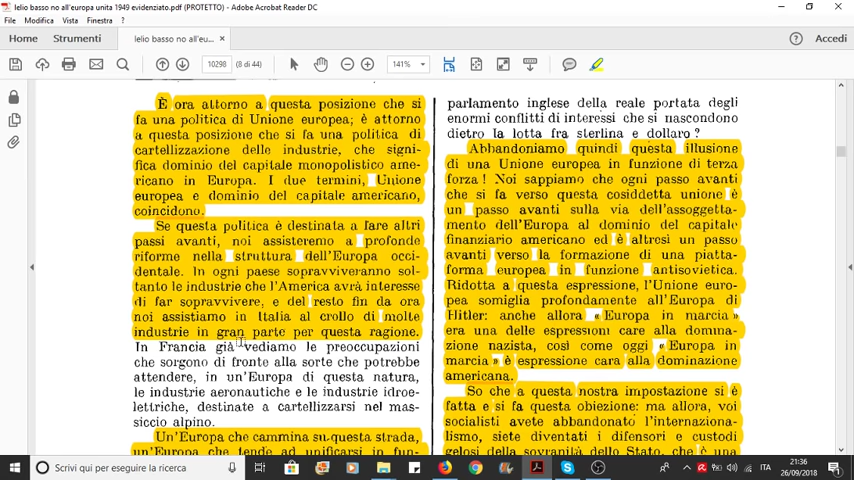 lelio basso no all'europa unita 1949 evidenziato.pdf (PROTETTO) - Adobe Acrobat Reader DC
File Modifica Vista Finestra ?
Home Strumenti lelio basso no all'eu... × ? Accedi
10298 (8 di 44) 141%
È ora attorno a questa posizione che si
fa una politica di Unione europea; è attorno
a questa posizione che si fa una politica di
cartellizzazione delle industrie, che signi-
fica dominio del capitale monopolistico ame-
ricano in Europa. I due termini, Unione
europea e dominio del capitale americano,
coincidono.
Se questa politica è destinata a fare altri
passi avanti, noi assisteremo a profonde
riforme nella struttura dell'Europa occi-
dentale. In ogni paese sopravviveranno sol-
tanto le industrie che l'America avrà interesse
di far sopravvivere, e del resto fin da ora
noi assistiamo in Italia al crollo di molte
industrie in gran parte per questa ragione.
In Francia già vediamo le preoccupazioni
che sorgono di fronte alla sorte che potrebbe
attendere, in un'Europa di questa natura,
le industrie aeronautiche e le industrie idroe-
lettriche, destinate a cartellizzarsi nel mas-
siccio alpino.
Un'Europa che cammina su questa strada,
un'Europa che tende ad unificarsi in fun-
parlamento inglese della reale portata degli
enormi conflitti di interessi che si nascondono
dietro la lotta fra sterlina e dollaro?
Abbandoniamo quindi questa illusione
di una Unione europea in funzione di terza
forza! Noi sappiamo che ogni passo avanti
che si fa verso questa cosiddetta unione è
un passo avanti sulla via dell'assoggetta-
mento dell'Europa al dominio del capitale
finanziario americano ed è altresì un passo
avanti verso la formazione di una piatta-
forma europea in funzione antisovietica.
Ridotta a questa espressione, l'Unione euro-
pea somiglia profondamente all'Europa di
Hitler: anche allora « Europa in marcia »
era una delle espressioni care alla domina-
zione nazista, così come oggi « Europa in
marcia » è espressione cara alla dominazione
americana.
So che a questa nostra impostazione si è
fatta e si fa questa obiezione: ma allora, voi
socialisti avete abbandonato l'internaziona-
lismo, siete diventati i difensori e custodi
gelosi della sovranità dello Stato, che è una
Scrivi qui per eseguire la ricerca
ITA
21:36
26/09/2018